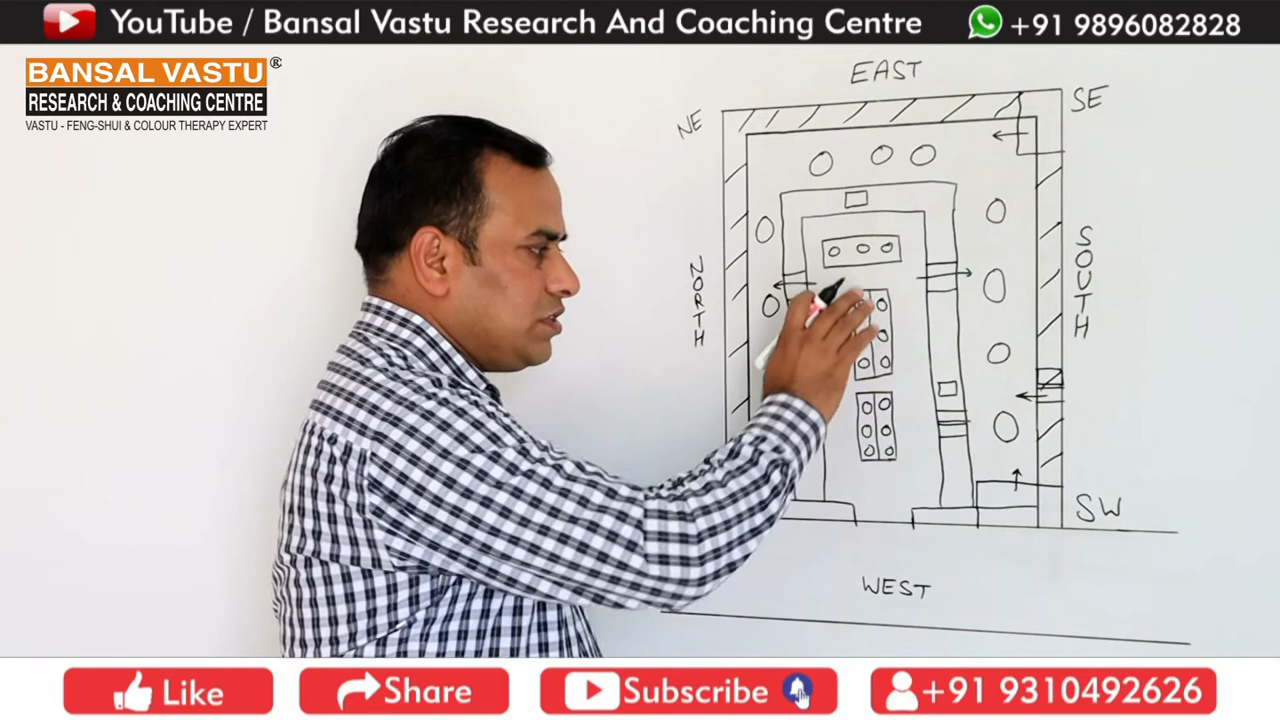 YouTube / Bansal Vastu Research And Coaching Centre
+91 9896082828
BANSAL VASTU®
RESEARCH & COACHING CENTRE
VASTU - FENG-SHUI & COLOUR THERAPY EXPERT
EAST
NE
SE
NORTH
SOUTH
SW
WEST
Like
Share
Subscribe
+91 9310492626